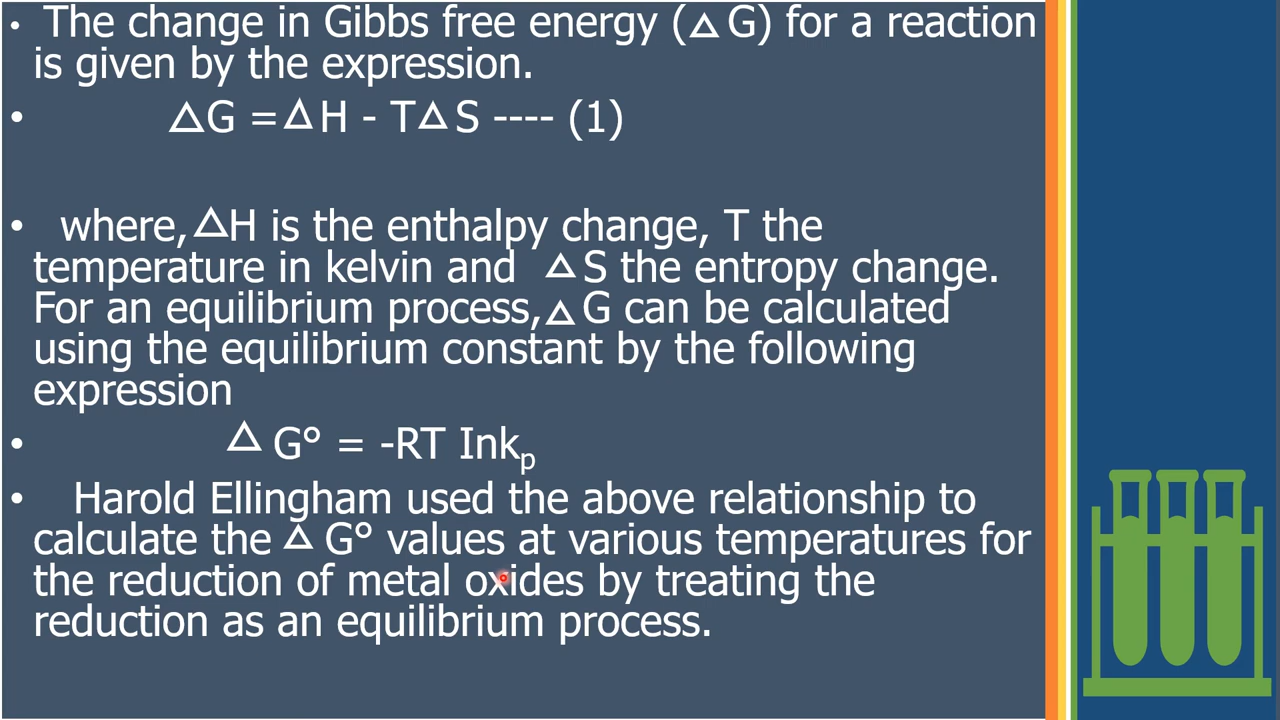 • The change in Gibbs free energy (△ G) for a reaction
is given by the expression.
• △G =△H - T△S ---- (1)
• where,△H is the enthalpy change, T the
temperature in kelvin and △S the entropy change.
For an equilibrium process,△G can be calculated
using the equilibrium constant by the following
expression
• △ G° = -RT Inkₚ
• Harold Ellingham used the above relationship to
calculate the △ G° values at various temperatures for
the reduction of metal oxides by treating the
reduction as an equilibrium process.